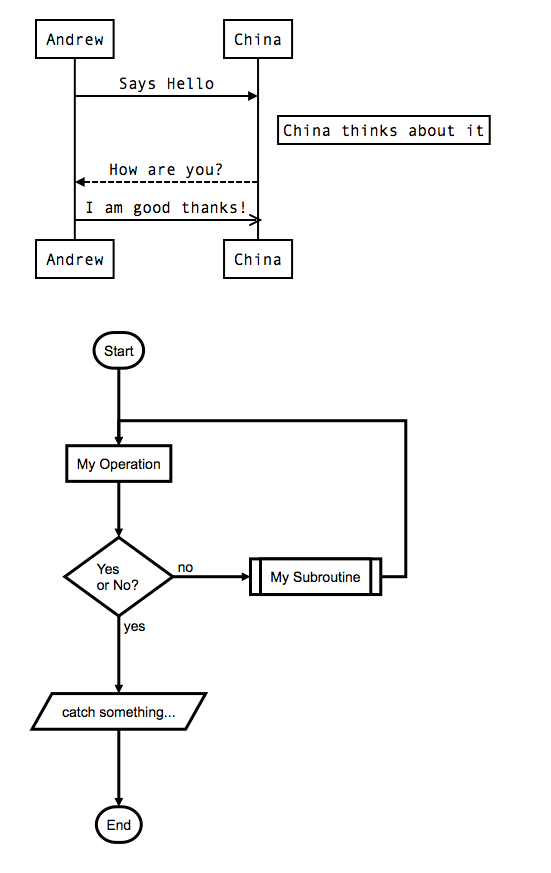 Andrew
China
Says Hello
China thinks about it
How are you?
I am good thanks!
Andrew
China
Start
My Operation
Yes
or No?
no
My Subroutine
yes
catch something...
End